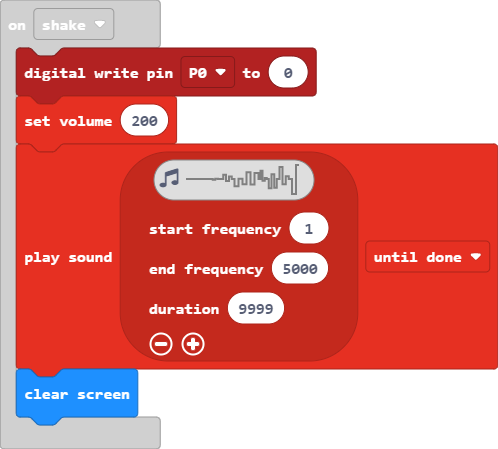 on shake
digital write pin P0 to 0
set volume 200
start frequency 1
end frequency 5000
play sound until done
duration 9999
clear screen